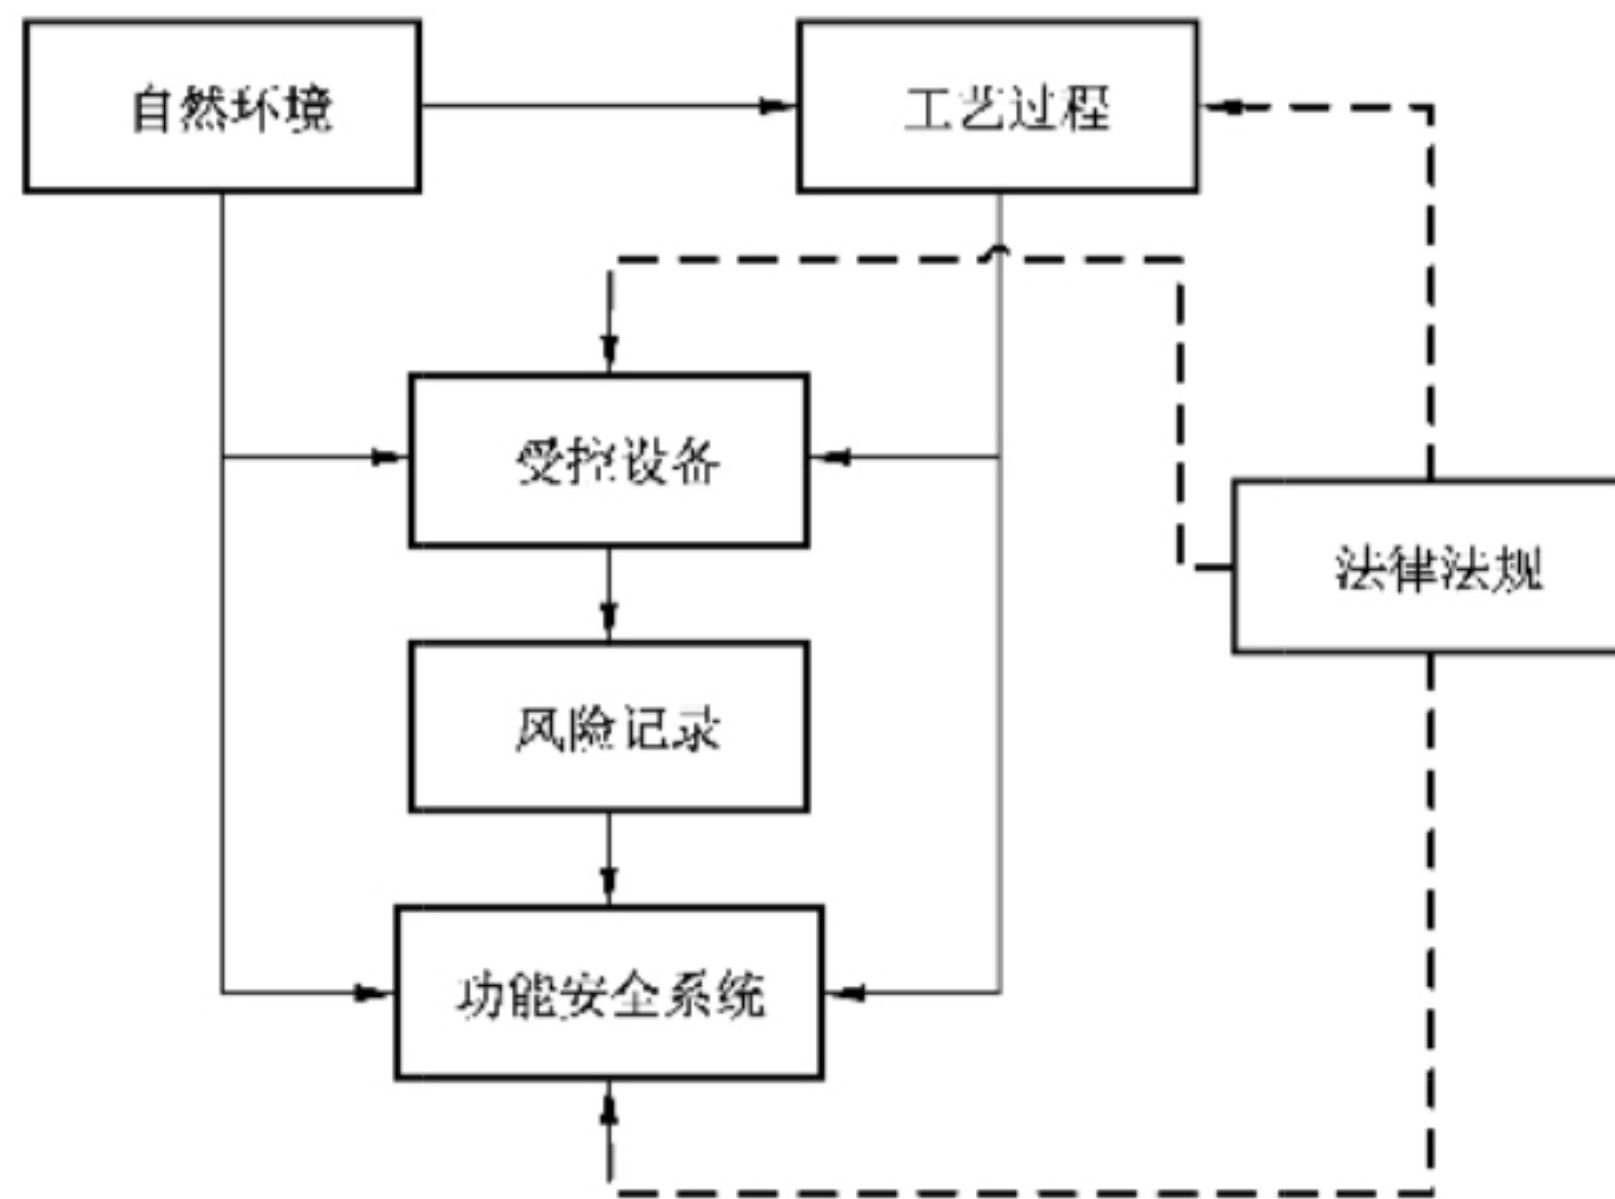 自然环境
工艺过程
受控设备
法律法规
风险记录
功能安全系统